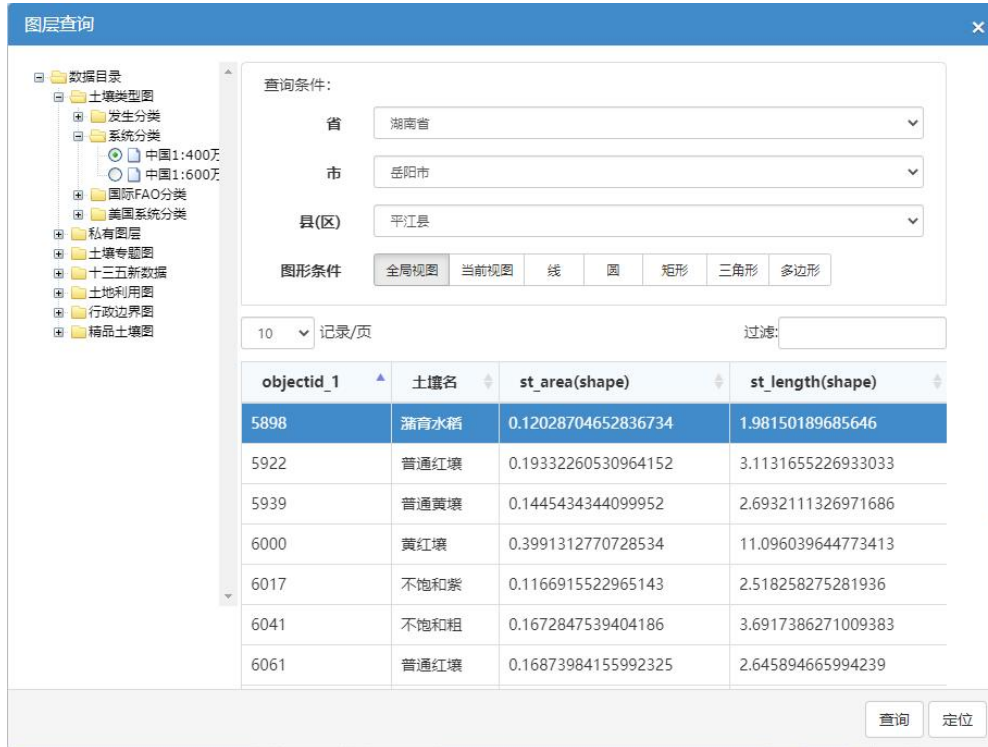 图层查询
×
数据目录
土壤类型图
发生分类
系统分类
中国1:400万
中国1:600万
国际FAO分类
美国系统分类
私有图层
土壤专题图
十三五新数据
土地利用图
行政边界图
精品土壤图
查询条件:
省 湖南省
市 岳阳市
县(区) 平江县
图形条件 全局视图 当前视图 线 圆 矩形 三角形 多边形
10 记录/页 过滤:
objectid_1 土壤名 st_area(shape) st_length(shape)
5898 潴育水稻 0.12028704652836734 1.98150189685646
5922 普通红壤 0.19332260530964152 3.1131655226933033
5939 普通黄壤 0.1445434344099952 2.6932111326971686
6000 黄红壤 0.3991312770728534 11.096039644773413
6017 不饱和紫 0.1166915522965143 2.518258275281936
6041 不饱和粗 0.1672847539404186 3.6917386271009383
6061 普通红壤 0.16873984155992325 2.645894665994239
查询 定位